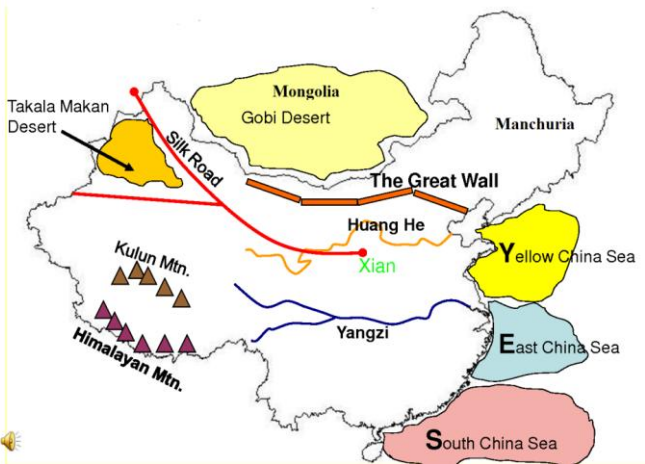 Mongolia
Gobi Desert
Takala Makan
Desert
Manchuria
Silk Road
The Great Wall
Huang He
Xian
Yellow China Sea
Kulun Mtn.
Himalayan Mtn.
Yangzi
East China Sea
South China Sea